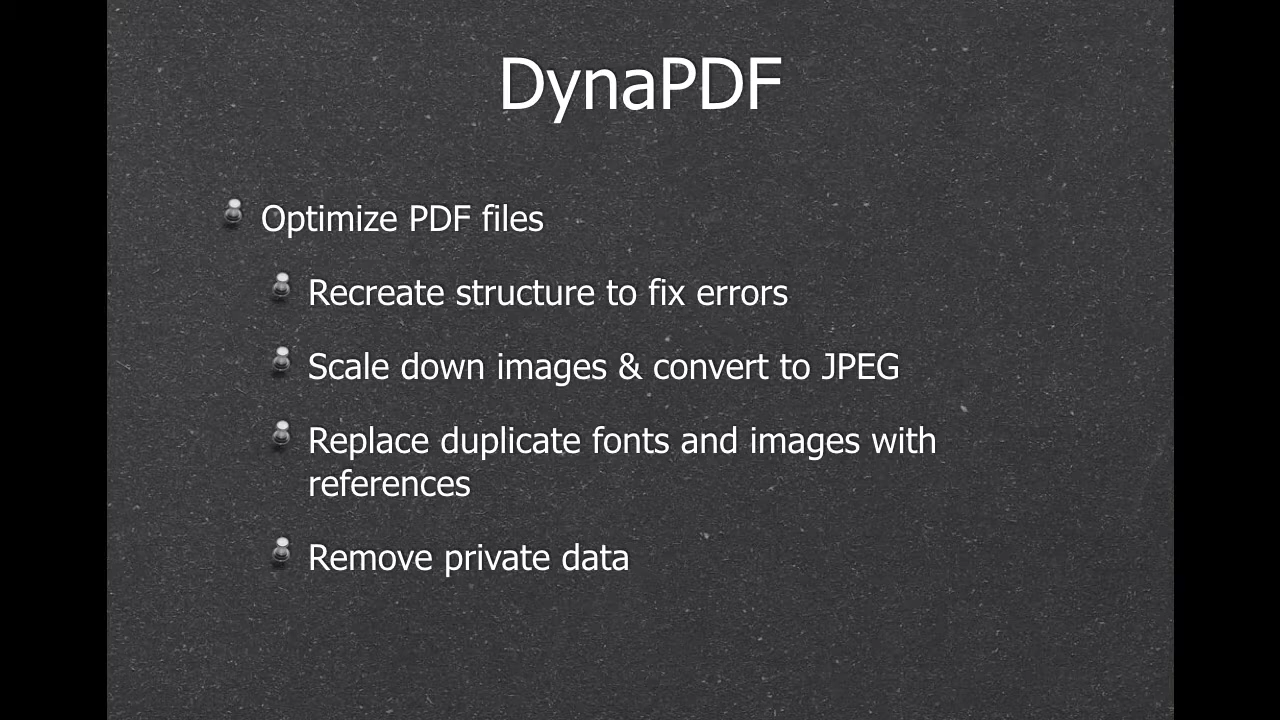 DynaPDF
Optimize PDF files
Recreate structure to fix errors
Scale down images & convert to JPEG
Replace duplicate fonts and images with
references
Remove private data